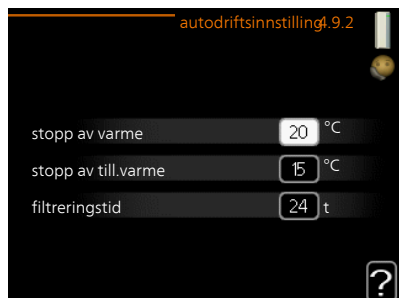 autodriftsinnstilling4.9.2
stopp av varme 20 °C
stopp av till.varme 15 °C
filtreringstid 24 t
?